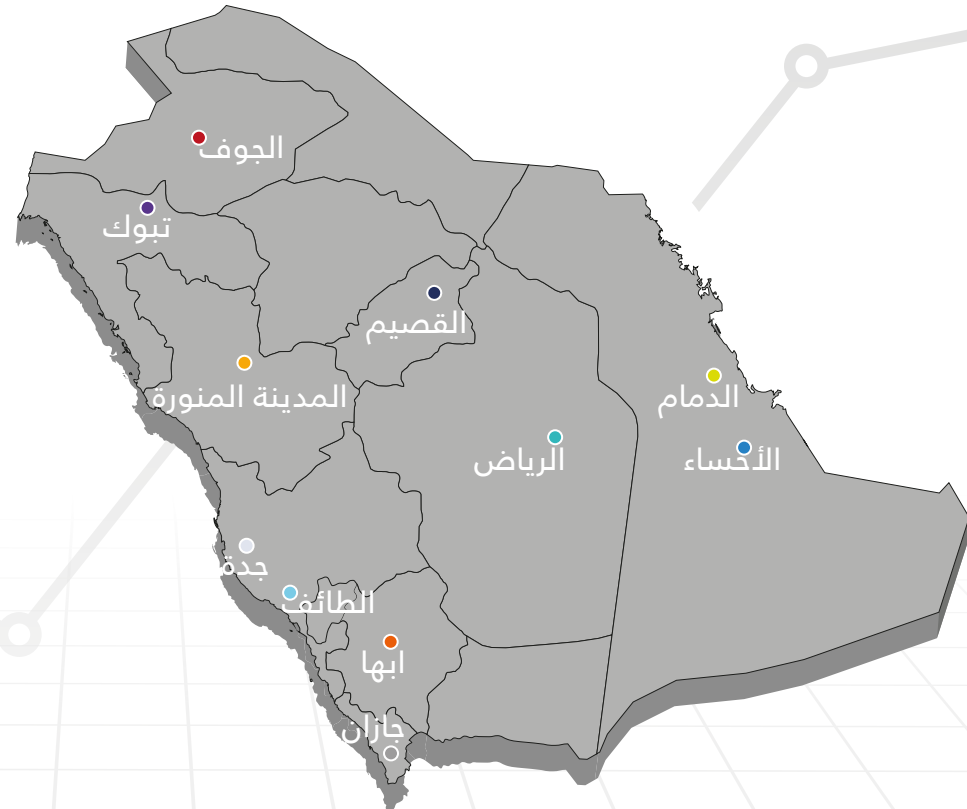 الجوف
تبوك
القصيم
المدينة المنورة
الدمام
الرياض
الأحساء
جدة
الطائف
ابها
جازان